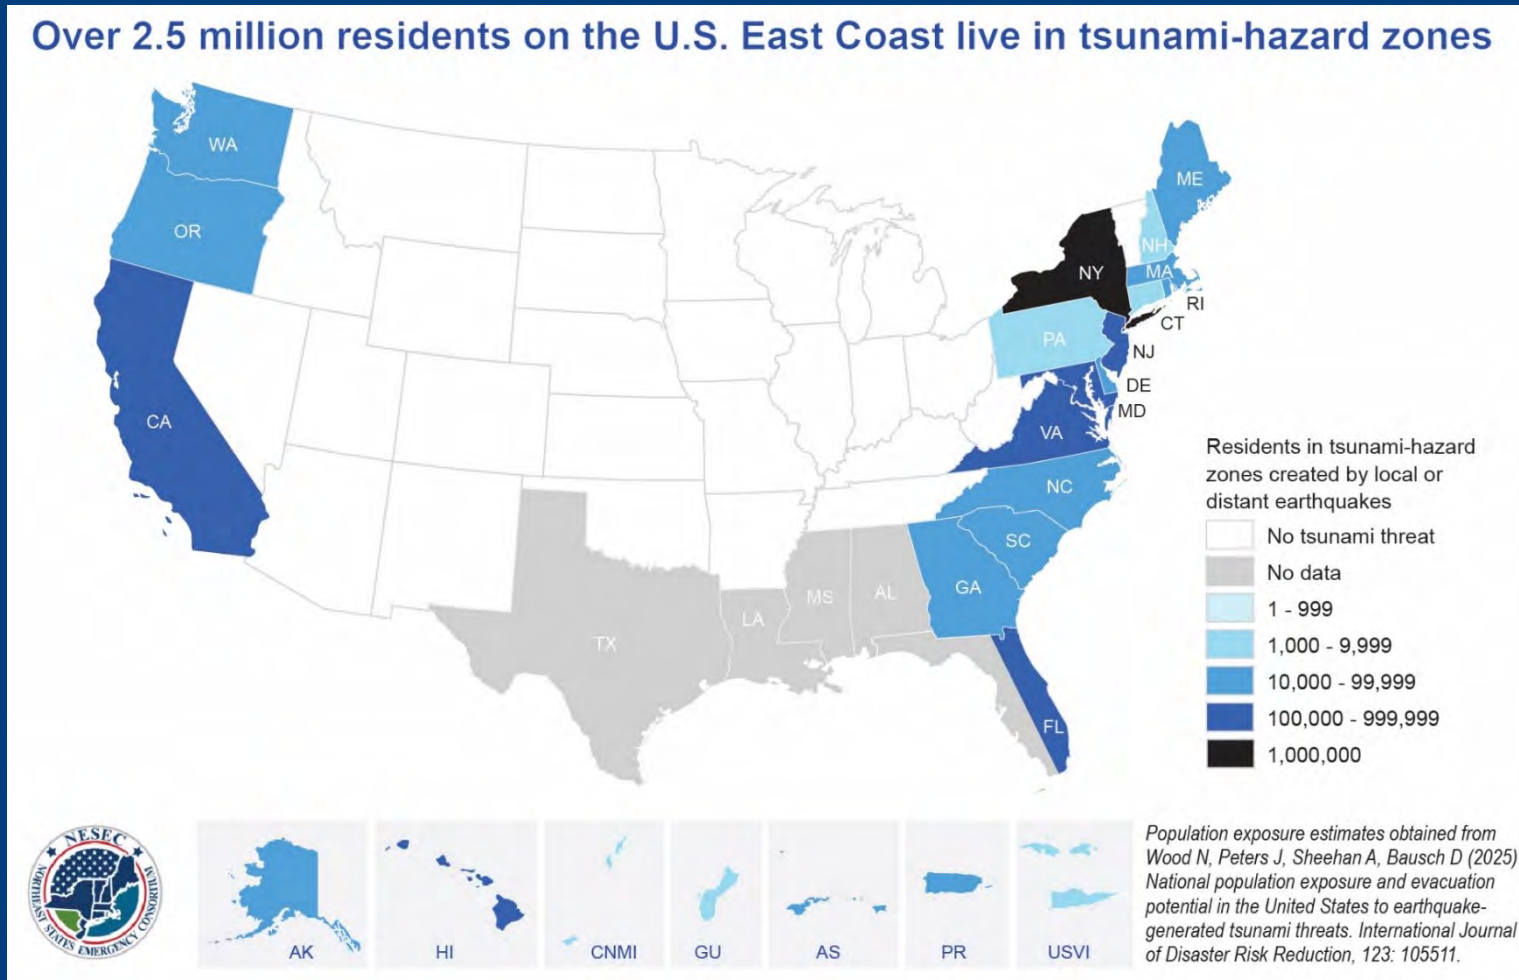 Over 2.5 million residents on the U.S. East Coast live in tsunami-hazard zones
WA
OR
CA
ME
NH
NY
MA
RI
CT
PA
NJ
DE
MD
VA
NC
SC
GA
AL
MS
LA
TX
FL
Residents in tsunami-hazard
zones created by local or
distant earthquakes
No tsunami threat
No data
1 - 999
1,000 - 9,999
10,000 - 99,999
100,000 - 999,999
1,000,000
NESEC
NORTHEAST STATES EMERGENCY CONSORTIUM
AK
HI
CNMI
GU
AS
PR
USVI
Population exposure estimates obtained from
Wood N, Peters J, Sheehan A, Bausch D (2025)
National population exposure and evacuation
potential in the United States to earthquake-
generated tsunami threats. International Journal
of Disaster Risk Reduction, 123: 105511.